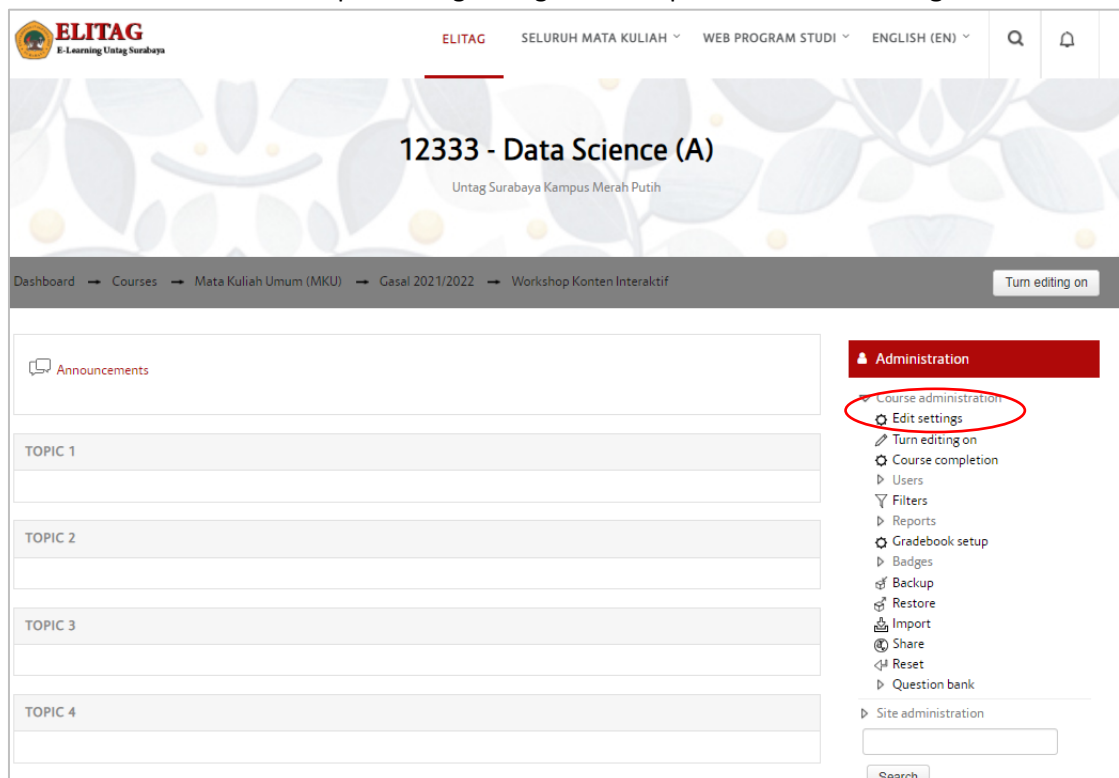 ELITAG
E-Learning Untag Surabaya
ELITAG SELURUH MATA KULIAH WEB PROGRAM STUDI ENGLISH (EN)
12333 - Data Science (A)
Untag Surabaya Kampus Merah Putih
Dashboard → Courses → Mata Kuliah Umum (MKU) → Gasal 2021/2022 → Workshop Konten Interaktif
Turn editing on
Announcements
TOPIC 1
TOPIC 2
TOPIC 3
TOPIC 4
Administration
Course administration
Edit settings
Turn editing on
Course completion
Users
Filters
Reports
Gradebook setup
Badges
Backup
Restore
Import
Share
Reset
Question bank
Site administration
Search